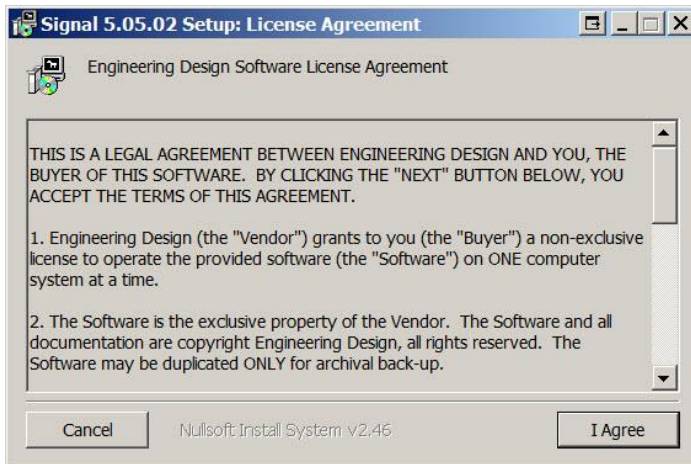 Signal 5.05.02 Setup: License Agreement
Engineering Design Software License Agreement
THIS IS A LEGAL AGREEMENT BETWEEN ENGINEERING DESIGN AND YOU, THE
BUYER OF THIS SOFTWARE.  BY CLICKING THE "NEXT" BUTTON BELOW, YOU
ACCEPT THE TERMS OF THIS AGREEMENT.
1. Engineering Design (the "Vendor") grants to you (the "Buyer") a non-exclusive
license to operate the provided software (the "Software") on ONE computer
system at a time.
2. The Software is the exclusive property of the Vendor.  The Software and all
documentation are copyright Engineering Design, all rights reserved.  The
Software may be duplicated ONLY for archival back-up.
Cancel
Nullsoft Install System v2.46
I Agree